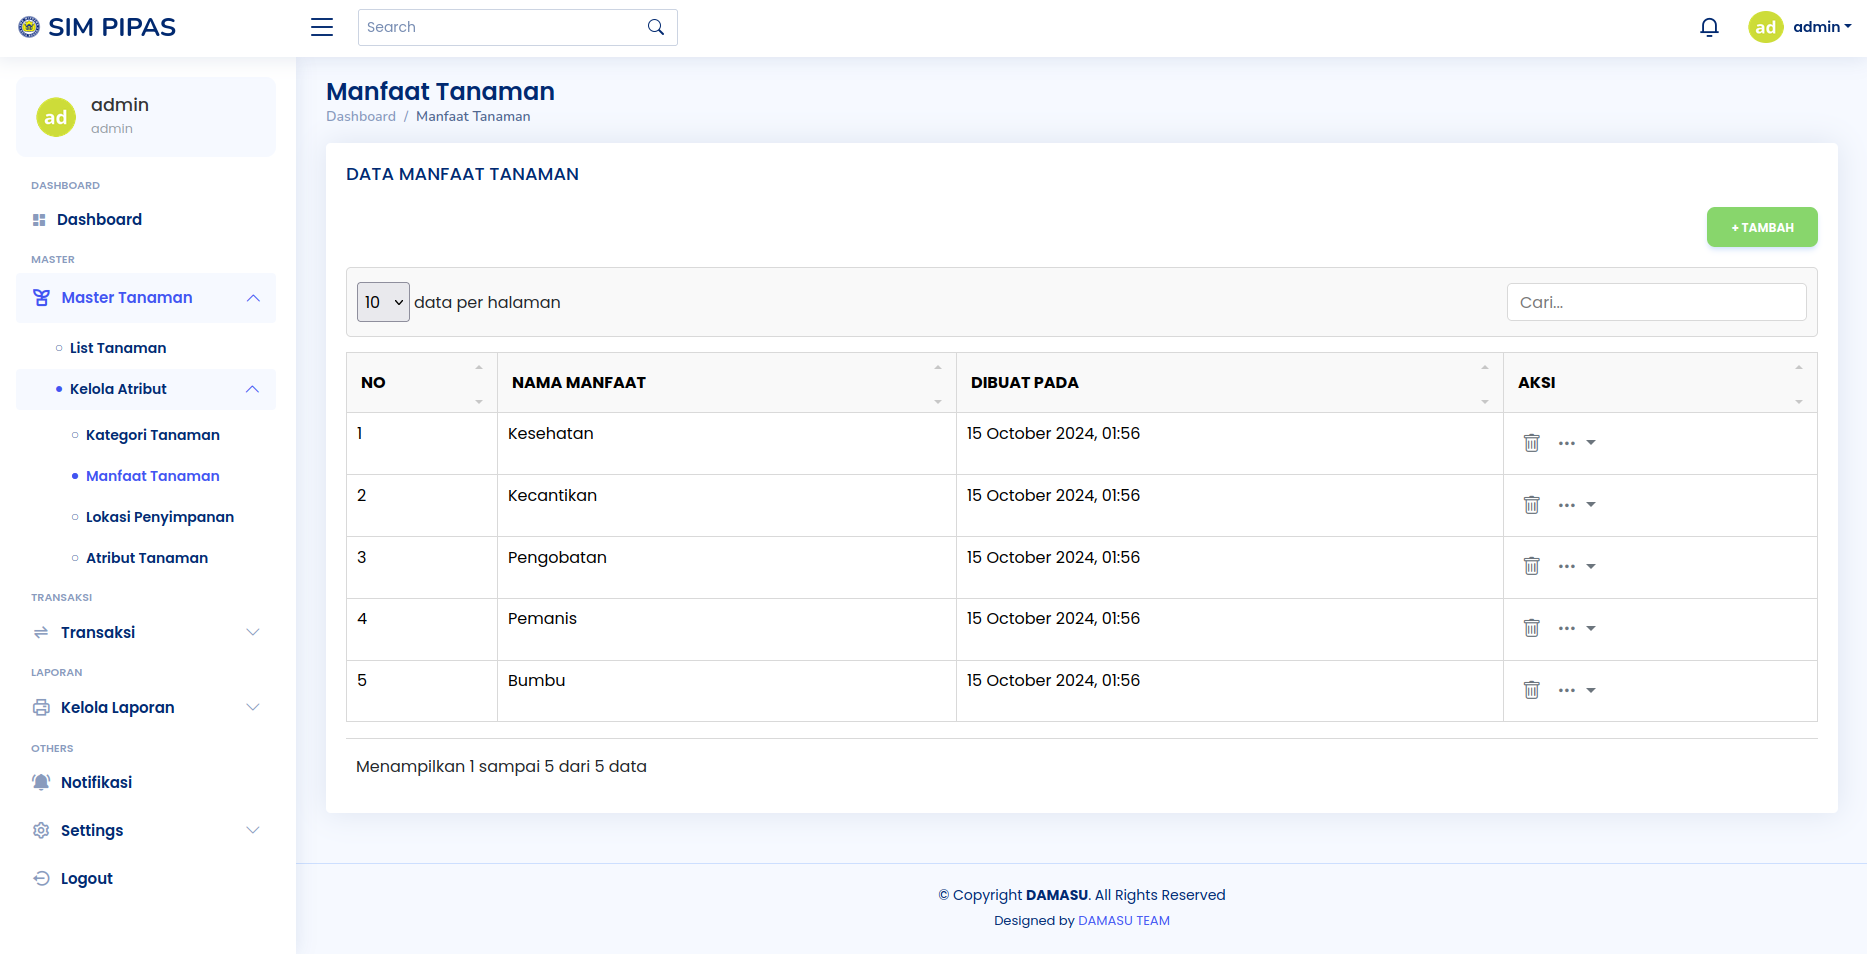 SIM PIPAS
Search
ad
admin
ad
admin
admin
DASHBOARD
Dashboard
MASTER
Master Tanaman
List Tanaman
Kelola Atribut
Kategori Tanaman
Manfaat Tanaman
Lokasi Penyimpanan
Atribut Tanaman
TRANSAKSI
Transaksi
LAPORAN
Kelola Laporan
OTHERS
Notifikasi
Settings
Logout
Manfaat Tanaman
Dashboard / Manfaat Tanaman
DATA MANFAAT TANAMAN
+ TAMBAH
10 data per halaman
Cari...
NO NAMA MANFAAT DIBUAT PADA AKSI
1 Kesehatan 15 October 2024, 01:56
2 Kecantikan 15 October 2024, 01:56
3 Pengobatan 15 October 2024, 01:56
4 Pemanis 15 October 2024, 01:56
5 Bumbu 15 October 2024, 01:56
Menampilkan 1 sampai 5 dari 5 data
© Copyright DAMASU. All Rights Reserved
Designed by DAMASU TEAM